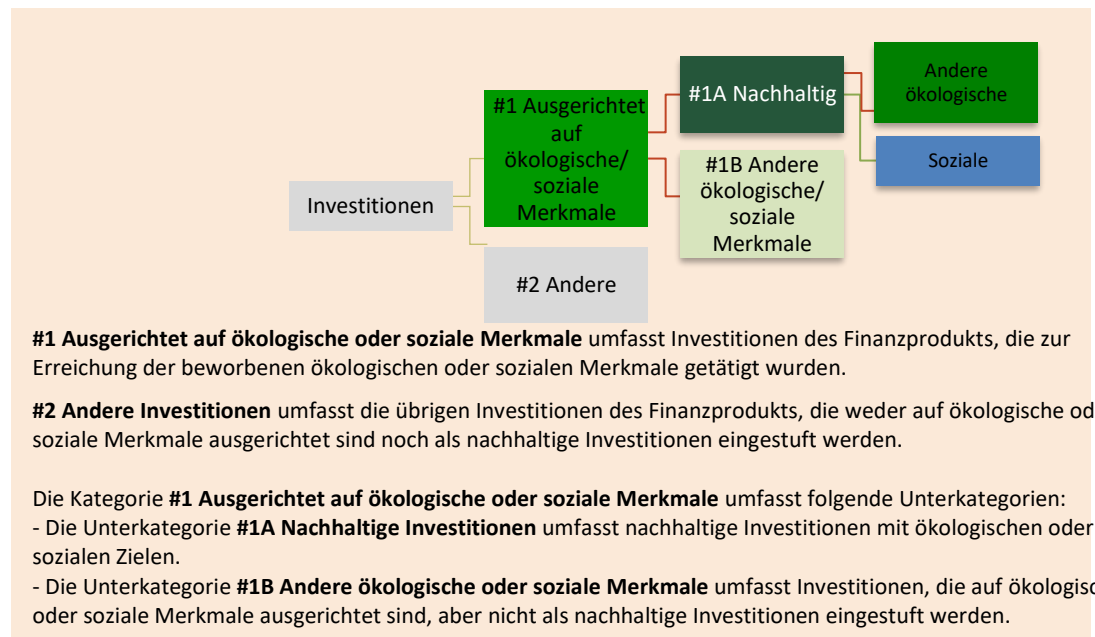 Investitionen
#1 Ausgerichtet
auf
ökologische/
soziale
Merkmale
#2 Andere
#1A Nachhaltig
#1B Andere
ökologische/
soziale
Merkmale
Andere
ökologische
Soziale
#1 Ausgerichtet auf ökologische oder soziale Merkmale umfasst Investitionen des Finanzprodukts, die zur
Erreichung der beworbenen ökologischen oder sozialen Merkmale getätigt wurden.
#2 Andere Investitionen umfasst die übrigen Investitionen des Finanzprodukts, die weder auf ökologische od
soziale Merkmale ausgerichtet sind noch als nachhaltige Investitionen eingestuft werden.
Die Kategorie #1 Ausgerichtet auf ökologische oder soziale Merkmale umfasst folgende Unterkategorien:
- Die Unterkategorie #1A Nachhaltige Investitionen umfasst nachhaltige Investitionen mit ökologischen oder
sozialen Zielen.
- Die Unterkategorie #1B Andere ökologische oder soziale Merkmale umfasst Investitionen, die auf ökologisc
oder soziale Merkmale ausgerichtet sind, aber nicht als nachhaltige Investitionen eingestuft werden.